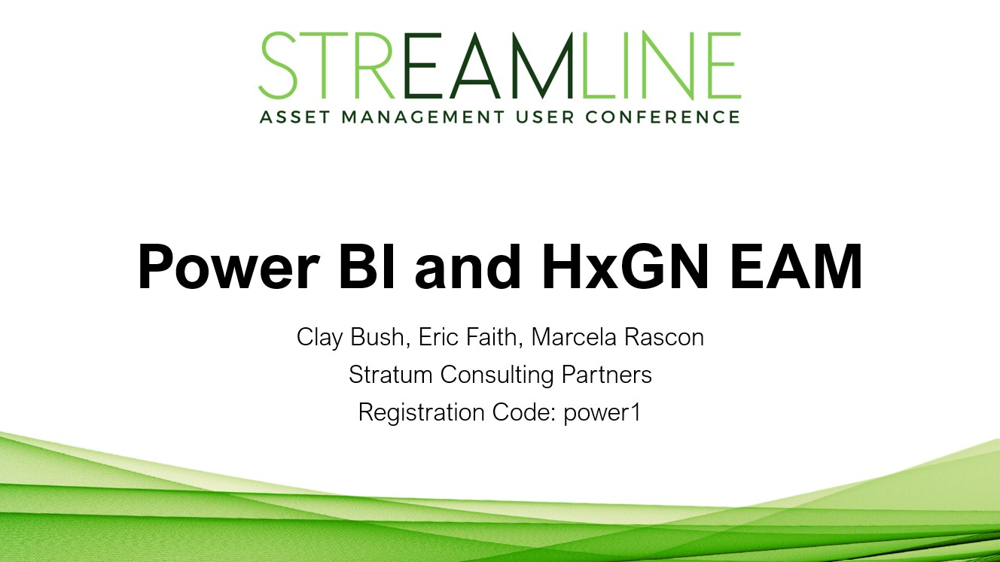 STREAMLINE
ASSET MANAGEMENT USER CONFERENCE
Power BI and HxGN EAM
Clay Bush, Eric Faith, Marcela Rascon
Stratum Consulting Partners
Registration Code: power1